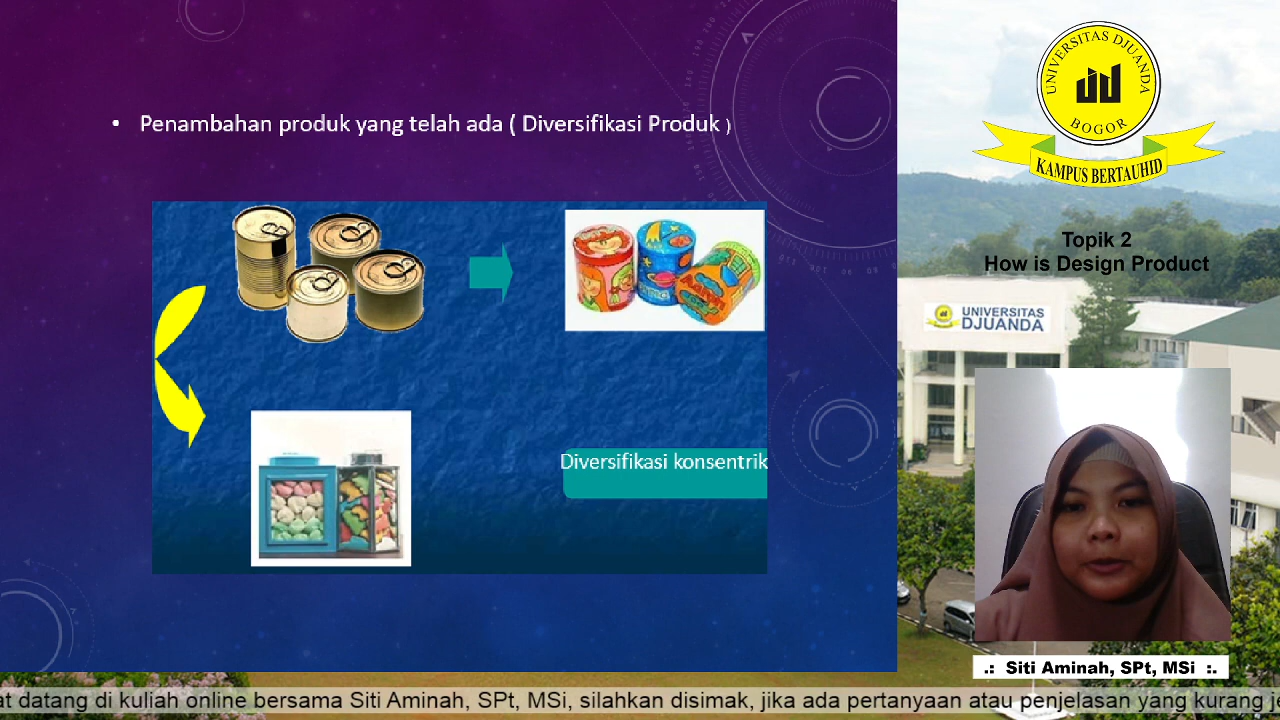 Penambahan produk yang telah ada ( Diversifikasi Produk )
Diversifikasi konsentrik
UNIVERSITAS DJUANDA
BOGOR
KAMPUS BERTAUHID
Topik 2
How is Design Product
UNIVERSITAS
DJUANDA
.: Siti Aminah, SPt, MSi :.
datang di kuliah online bersama Siti Aminah, SPt, MSi, silahkan disimak, jika ada pertanyaan atau penjelasan yang kurang